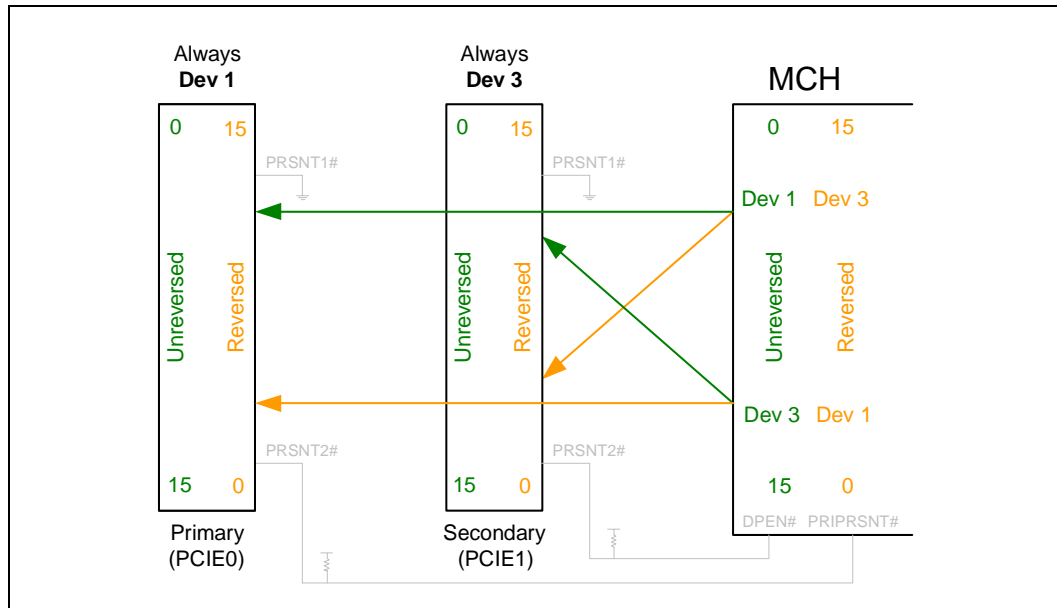 Always
Dev 1
0 15
PRSNT1#
Unreversed
Reversed
PRSNT2#
15 0
Primary
(PCIE0)
Always
Dev 3
0 15
PRSNT1#
Unreversed
Reversed
PRSNT2#
15 0
Secondary
(PCIE1)
MCH
0 15
Dev 1 Dev 3
Unreversed
Reversed
Dev 3 Dev 1
15 0
DPEN# PRIPRSNT#